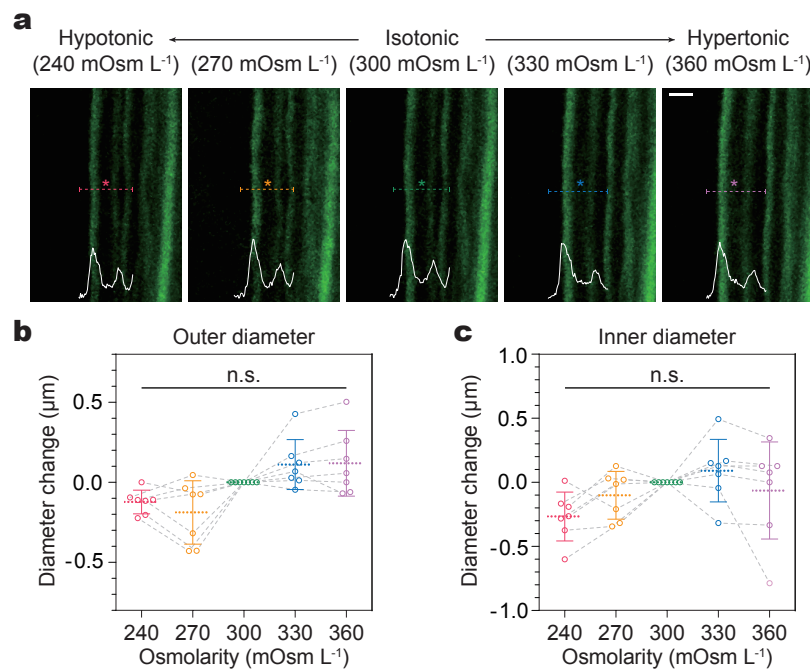 a
Hypotonic Isotonic Hypertonic
(240 mOsm L⁻¹) (270 mOsm L⁻¹) (300 mOsm L⁻¹) (330 mOsm L⁻¹) (360 mOsm L⁻¹)
* * * * *
b Outer diameter
n.s.
Diameter change (µm)
0.5
0.0
-0.5
240 270 300 330 360
Osmolarity (mOsm L⁻¹)
c Inner diameter
n.s.
Diameter change (µm)
1.0
0.5
0.0
-0.5
-1.0
240 270 300 330 360
Osmolarity (mOsm L⁻¹)